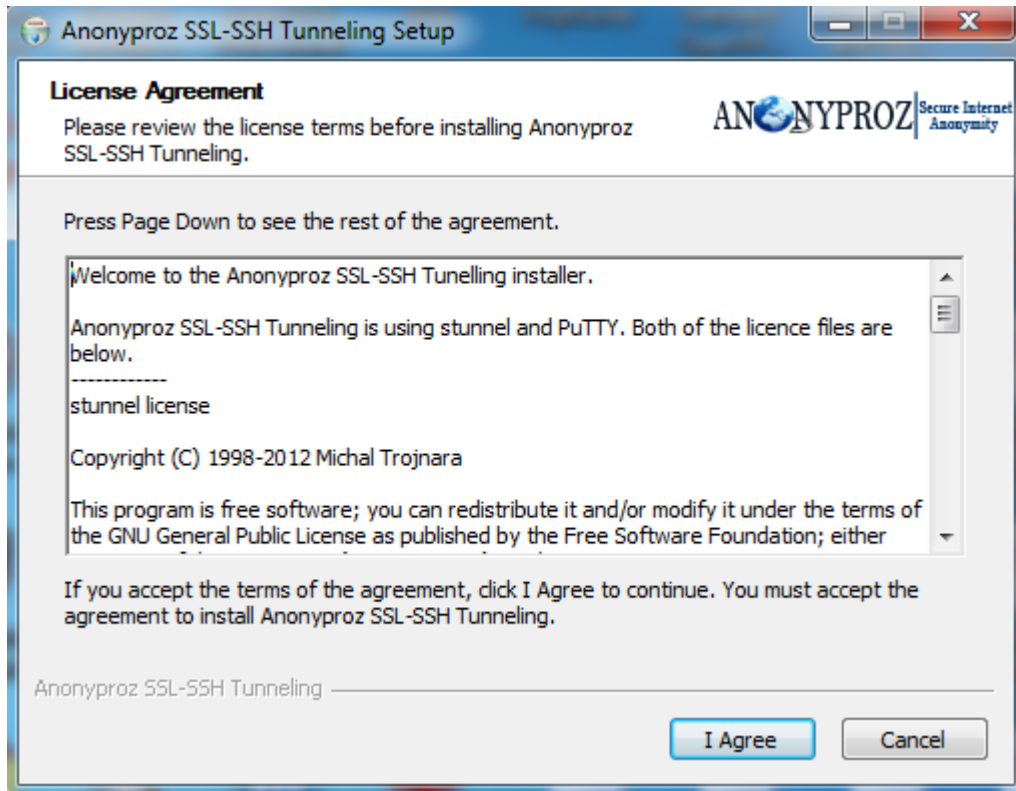 Anonyproz SSL-SSH Tunneling Setup
License Agreement
Please review the license terms before installing Anonyproz
SSL-SSH Tunneling.
ANONYPROZ Secure Internet
Anonymity
Press Page Down to see the rest of the agreement.
Welcome to the Anonyproz SSL-SSH Tunelling installer.
Anonyproz SSL-SSH Tunneling is using stunnel and PuTTY. Both of the licence files are
below.
-------------
stunnel license
Copyright (C) 1998-2012 Michal Trojnara
This program is free software; you can redistribute it and/or modify it under the terms of
the GNU General Public License as published by the Free Software Foundation; either
If you accept the terms of the agreement, click I Agree to continue. You must accept the
agreement to install Anonyproz SSL-SSH Tunneling.
Anonyproz SSL-SSH Tunneling
I Agree
Cancel